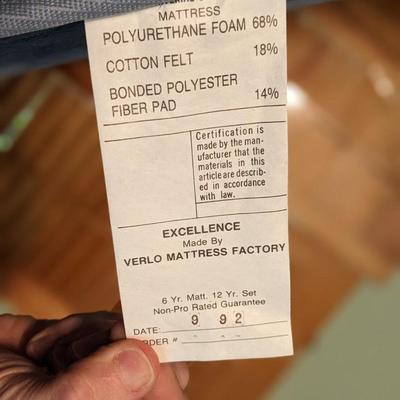 MATTRESS
POLYURETHANE FOAM 68%
COTTON FELT 18%
BONDED POLYESTER
FIBER PAD 14%
Certification is
made by the man-
ufacturer that the
materials in this
article are describ-
ed in accordance
with law.
EXCELLENCE
Made By
VERLO MATTRESS FACTORY
6 Yr. Matt. 12 Yr. Set
Non-Pro Rated Guarantee
DATE: 9 92
RDER #